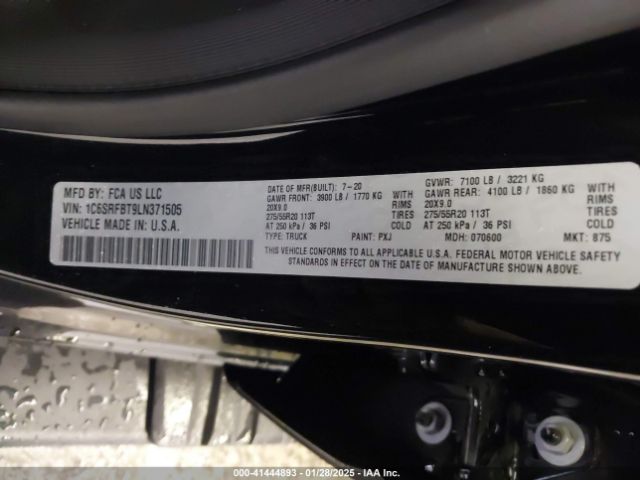 MFD BY: FCA US LLC
VIN: 1C6SRFBT9LN371505
VEHICLE MADE IN: U.S.A.
DATE OF MFR(BUILT): 7-20
GAWR FRONT: 3900 LB / 1770 KG
20X9.0
275/55R20 113T
AT 250 kPa / 36 PSI
TYPE: TRUCK PAINT: PXJ
WITH
TIRES
RIMS
COLD
GVWR: 7100 LB / 3221 KG
GAWR REAR: 4100 LB / 1860 KG
20X9.0 RIMS
275/55R20 113T
AT 250 kPa / 36 PSI COLD
MDH: 070600 MKT: 875
THIS VEHICLE CONFORMS TO ALL APPLICABLE U.S.A. FEDERAL MOTOR VEHICLE SAFETY
STANDARDS IN EFFECT ON THE DATE OF MANUFACTURE SHOWN ABOVE.
000-41444893 | 01/28/2025 | IAA Inc.